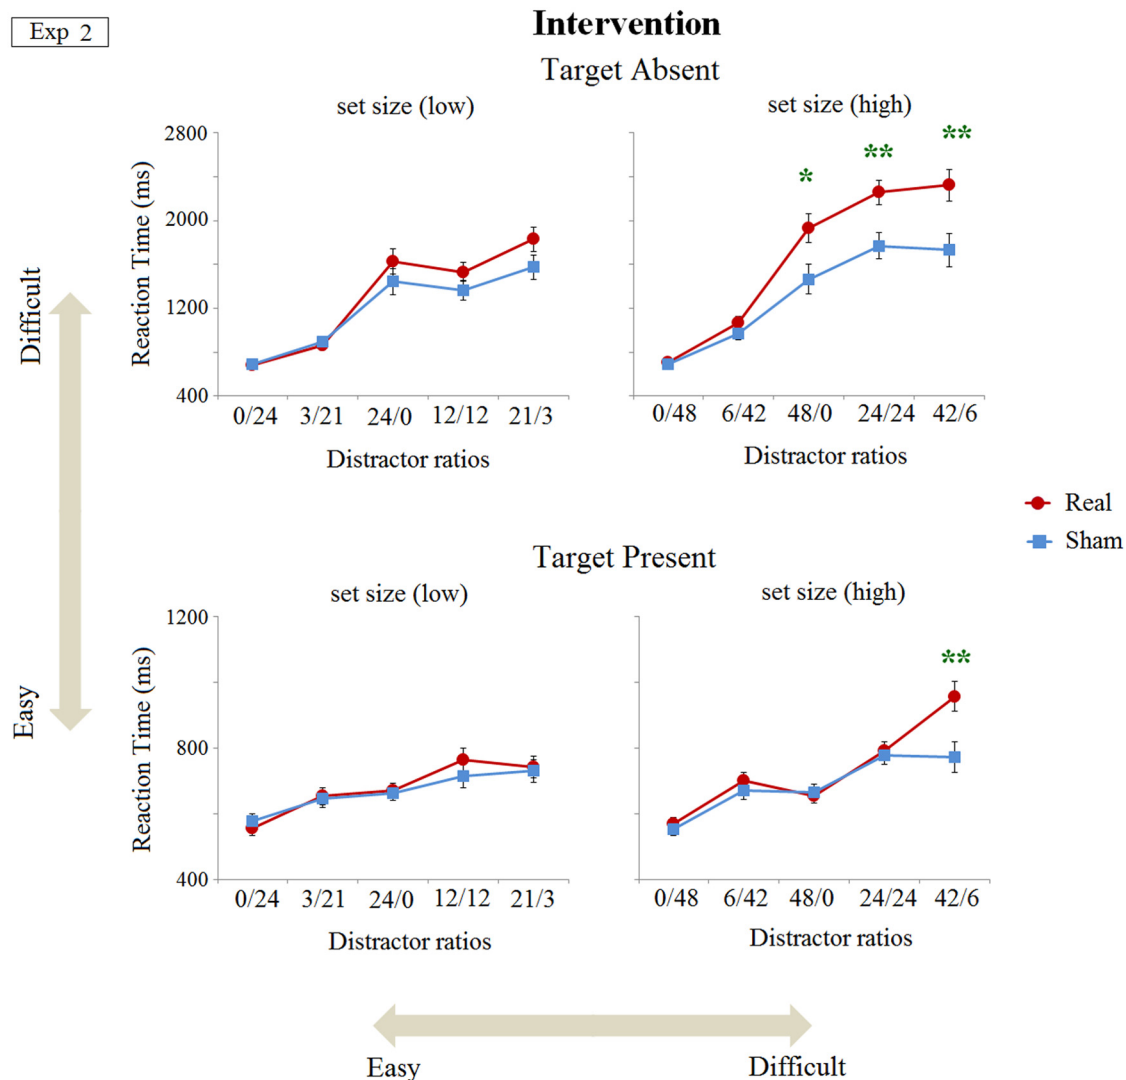 Exp 2
Intervention
Target Absent
set size (low)
set size (high)
2800
2000
1200
400
Reaction Time (ms)
**
**
*
0/24 3/21 24/0 12/12 21/3
0/48 6/42 48/0 24/24 42/6
Distractor ratios
Distractor ratios
Difficult
Easy
Real
Sham
Target Present
set size (low)
set size (high)
1200
800
400
Reaction Time (ms)
**
0/24 3/21 24/0 12/12 21/3
0/48 6/42 48/0 24/24 42/6
Distractor ratios
Distractor ratios
Easy
Difficult